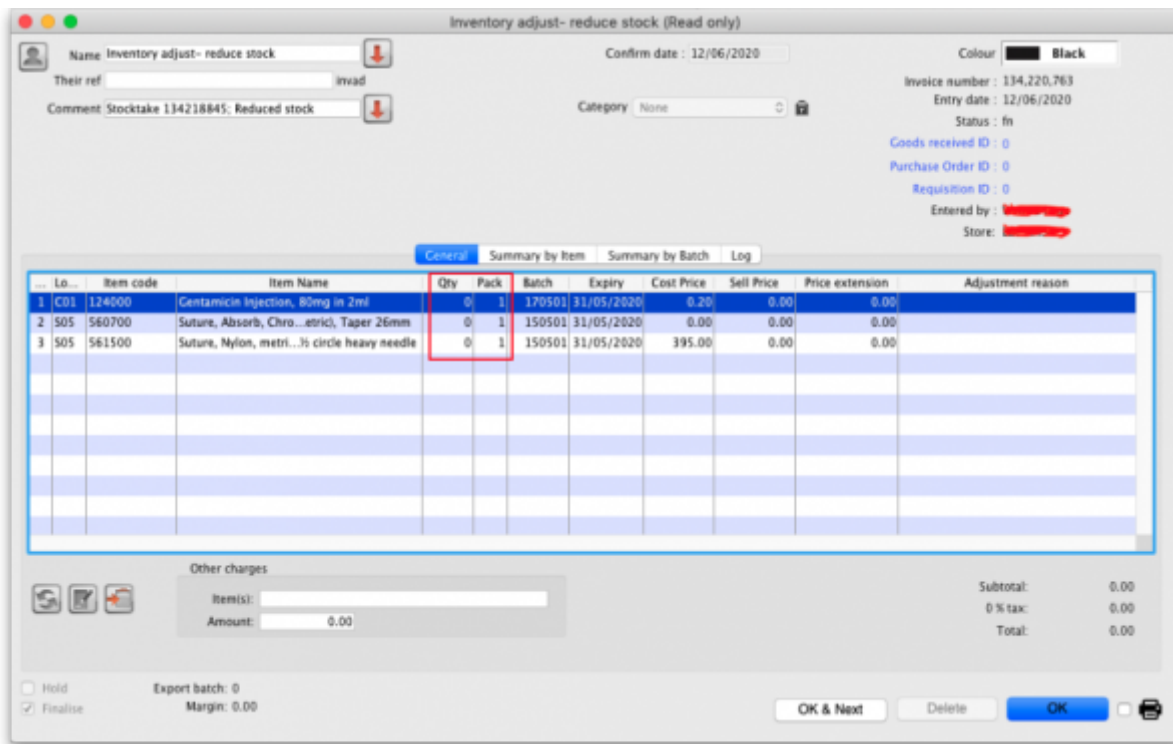 Inventory adjust- reduce stock (Read only)
Name Inventory adjust- reduce stock
Confirm date : 12/06/2020
Colour Black
Their ref
invad
Invoice number : 134,220,763
Comment Stocktake 134218845; Reduced stock
Category None
Entry date : 12/06/2020
Status : fn
Goods received ID : 0
Purchase Order ID : 0
Requisition ID : 0
Entered by :
Store:
General Summary by Item Summary by Batch Log
... Lo... Item code Item Name Qty Pack Batch Expiry Cost Price Sell Price Price extension Adjustment reason
1 C01 124000 Gentamicin Injection, 80mg in 2ml 0 1 170501 31/05/2020 0.20 0.00 0.00
2 S05 560700 Suture, Absorb, Chro...etric), Taper 26mm 0 1 150501 31/05/2020 0.00 0.00 0.00
3 S05 561500 Suture, Nylon, metri...½ circle heavy needle 0 1 150501 31/05/2020 395.00 0.00 0.00
Other charges
Item(s):
Amount: 0.00
Subtotal: 0.00
0 % tax: 0.00
Total: 0.00
Hold
Export batch: 0
Finalise
Margin: 0.00
OK & Next
Delete
OK